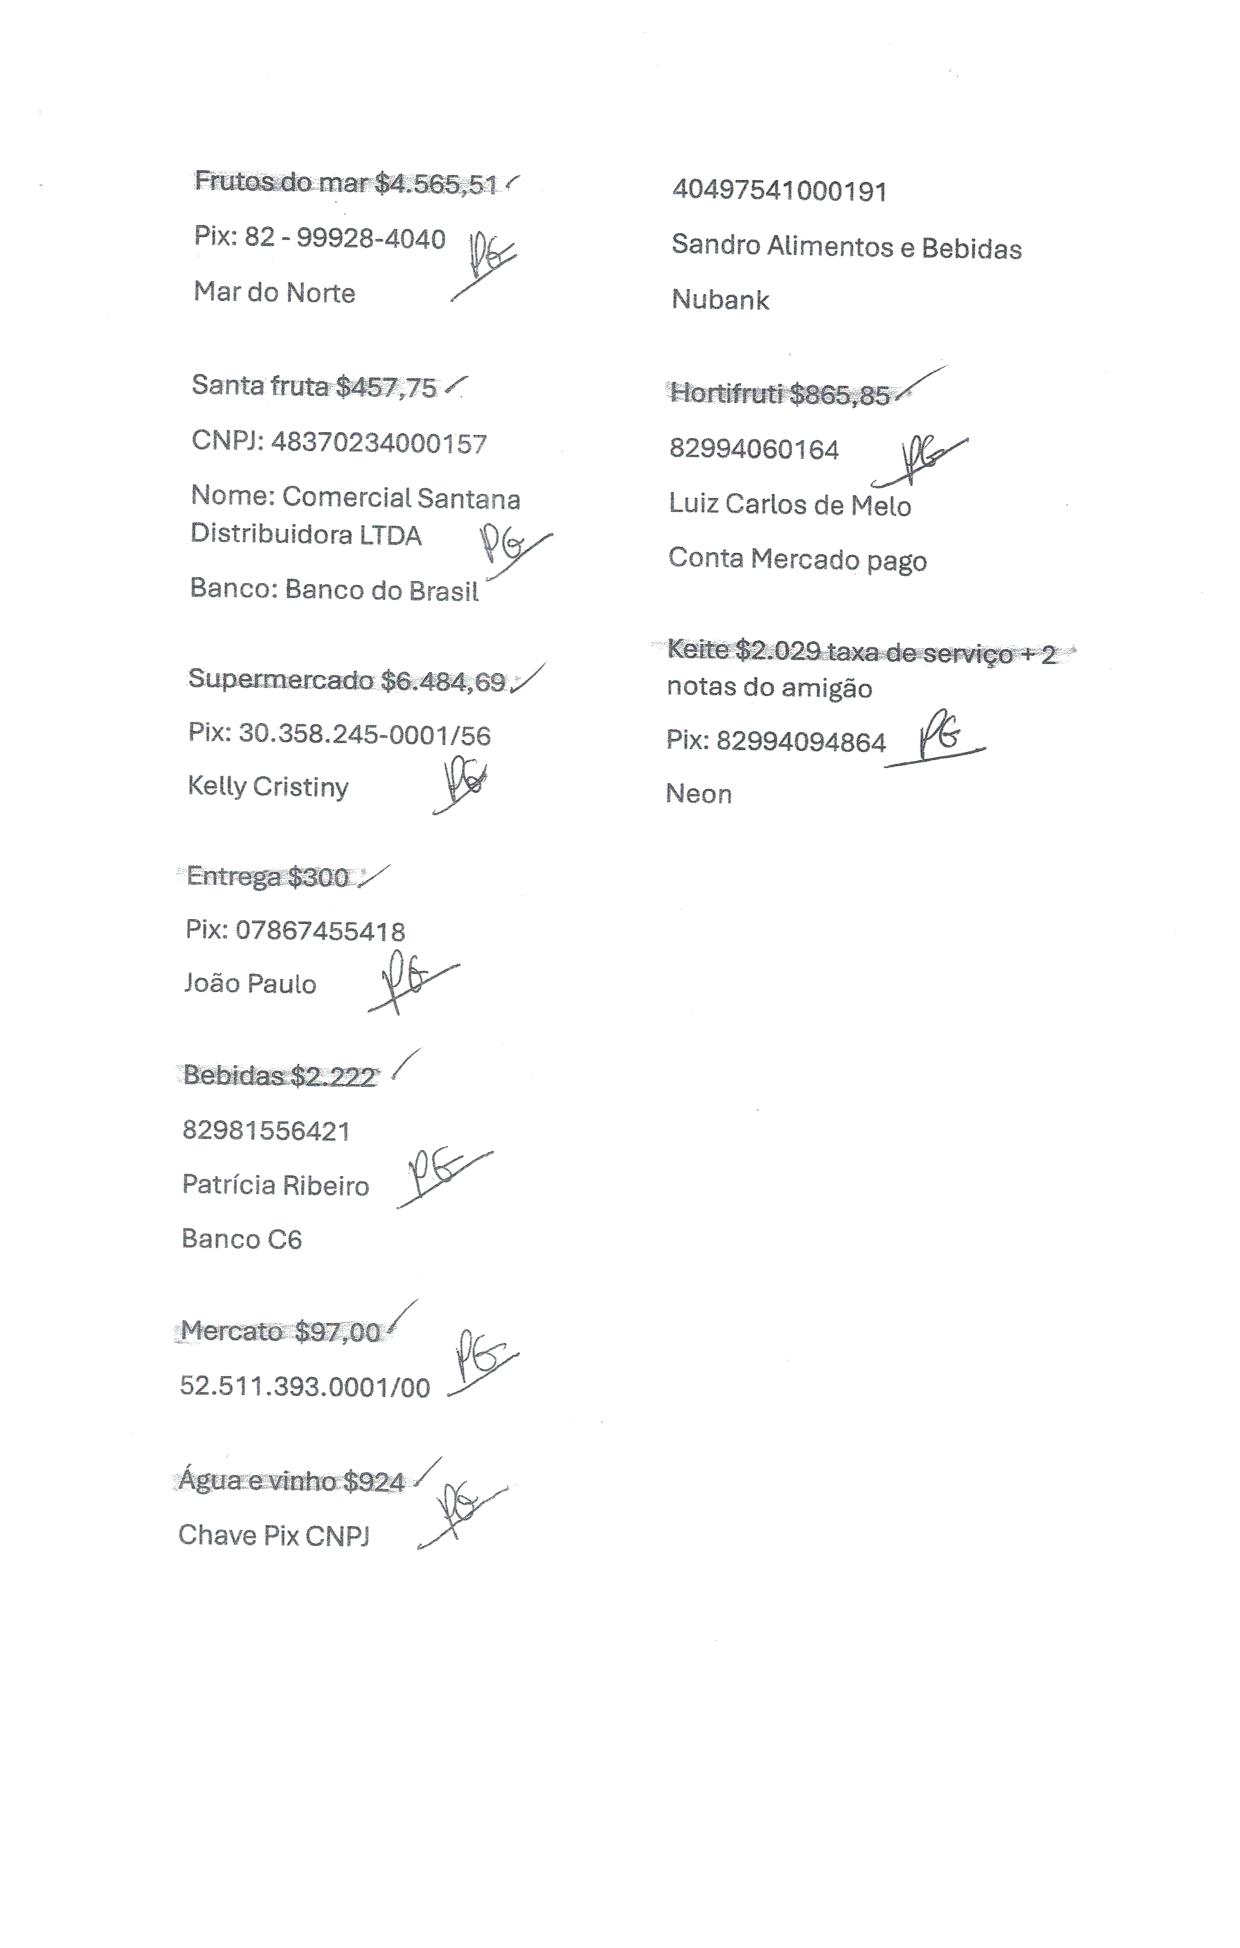 Frutos do mar $4.565,51 ✓
Pix: 82 - 99928-4040 PG
Mar do Norte
Santa fruta $457,75 ✓
CNPJ: 48370234000157
Nome: Comercial Santana
Distribuidora LTDA PG
Banco: Banco do Brasil
Supermercado $6.484,69 ✓
Pix: 30.358.245-0001/56
Kelly Cristiny PG
Entrega $300 ✓
Pix: 07867455418
João Paulo PG
Bebidas $2.222 ✓
82981556421
Patrícia Ribeiro PG
Banco C6
Mercato $97,00 ✓
52.511.393.0001/00 PG
Água e vinho $924 ✓
Chave Pix CNPJ PG
40497541000191
Sandro Alimentos e Bebidas
Nubank
Hortifruti $865,85 ✓
82994060164 PG
Luiz Carlos de Melo
Conta Mercado pago
Keite $2.029 taxa de serviço + 2
notas do amigão
Pix: 82994094864 PG
Neon